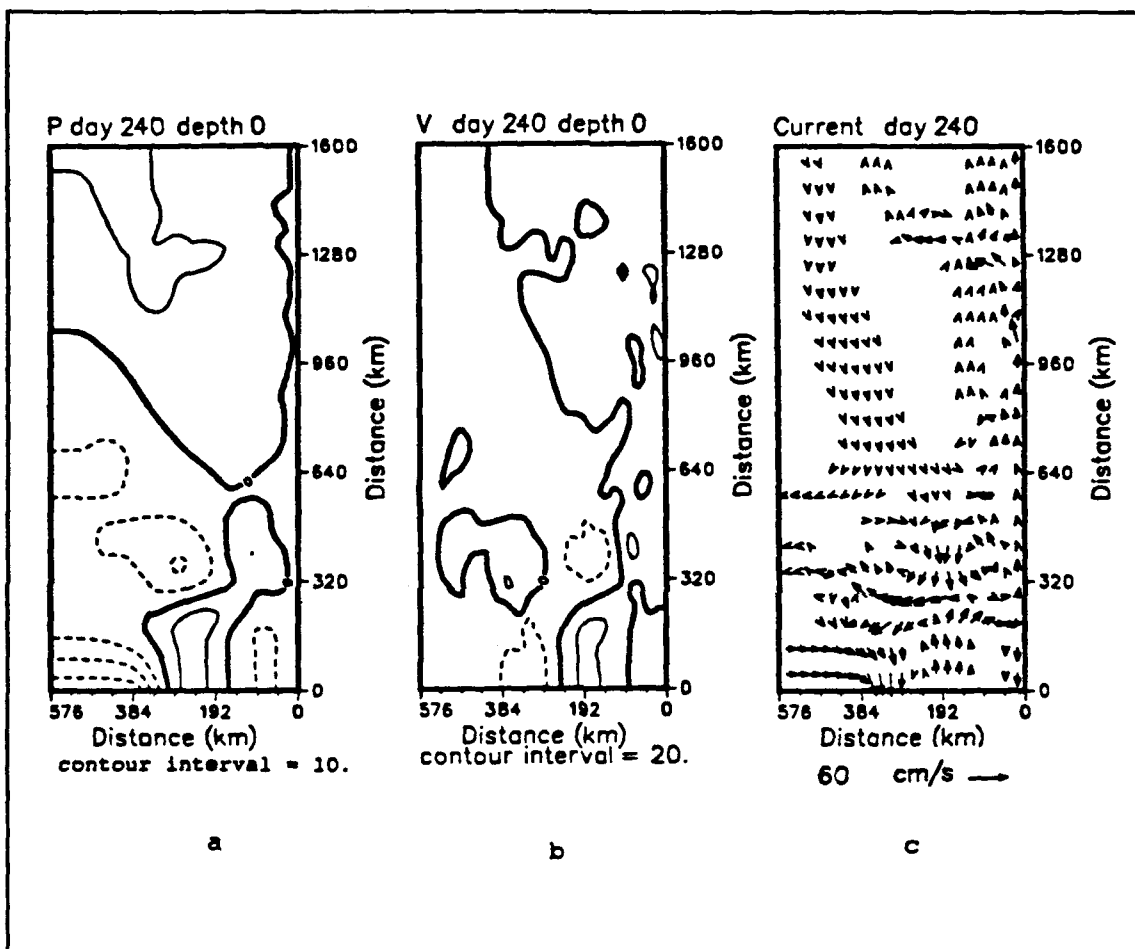 P day 240 depth 0
1600
1280
960
640
320
0
Distance (km)
576 384 192 0
Distance (km)
contour interval = 10.
a
V day 240 depth 0
1600
1280
960
640
320
0
Distance (km)
576 384 192 0
Distance (km)
contour interval = 20.
b
Current day 240
1600
1280
960
640
320
0
Distance (km)
576 384 192 0
Distance (km)
60 cm/s
c